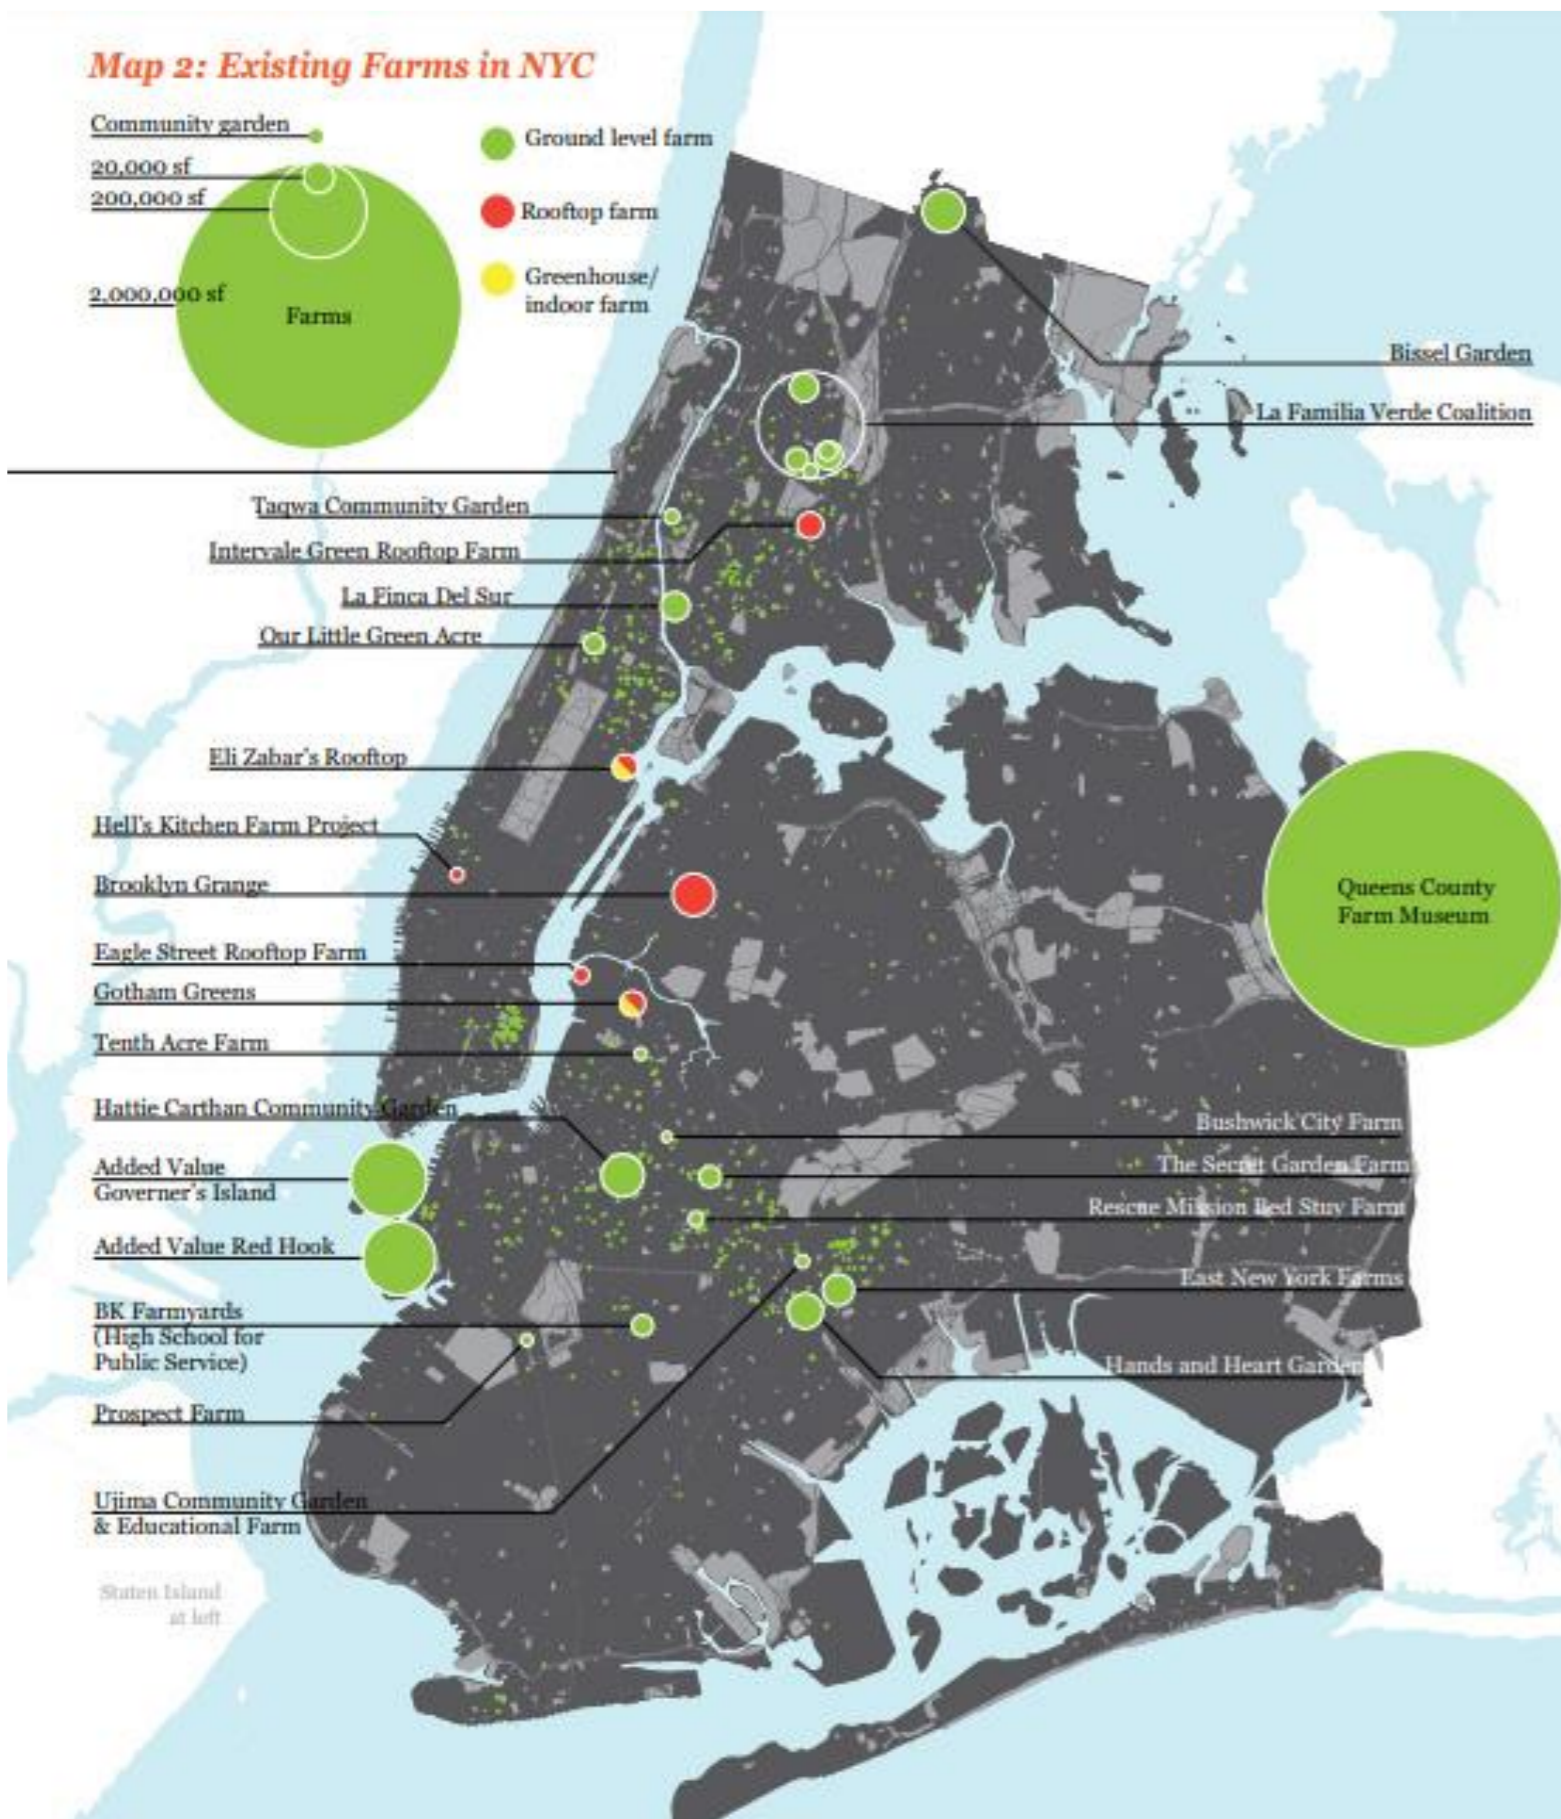 Map 2: Existing Farms in NYC
Community garden
20,000 sf
200,000 sf
2,000,000 sf
Farms
Ground level farm
Rooftop farm
Greenhouse/
indoor farm
Bissel Garden
La Familia Verde Coalition
Taqwa Community Garden
Intervale Green Rooftop Farm
La Finca Del Sur
Our Little Green Acre
Eli Zabar's Rooftop
Hell's Kitchen Farm Project
Brooklyn Grange
Eagle Street Rooftop Farm
Gotham Greens
Tenth Acre Farm
Hattie Carthan Community Garden
Added Value
Governer's Island
Added Value Red Hook
BK Farmyards
(High School for
Public Service)
Prospect Farm
Ujima Community Garden
& Educational Farm
Staten Island
at left
Queens County
Farm Museum
Bushwick City Farm
The Secret Garden Farm
Rescue Mission Bed Stuy Farm
East New York Farms
Hands and Heart Garden